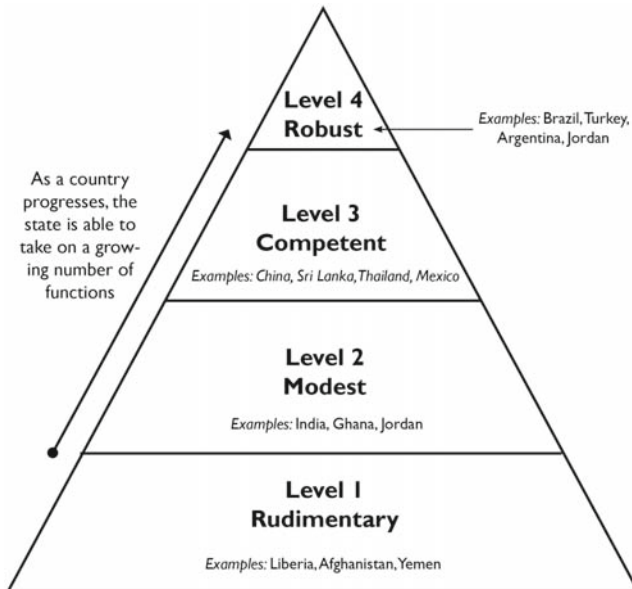 Level 4
Robust
Examples: Brazil, Turkey,
Argentina, Jordan
As a country
progresses, the
state is able to
take on a grow-
ing number of
functions
Level 3
Competent
Examples: China, Sri Lanka, Thailand, Mexico
Level 2
Modest
Examples: India, Ghana, Jordan
Level 1
Rudimentary
Examples: Liberia, Afghanistan, Yemen